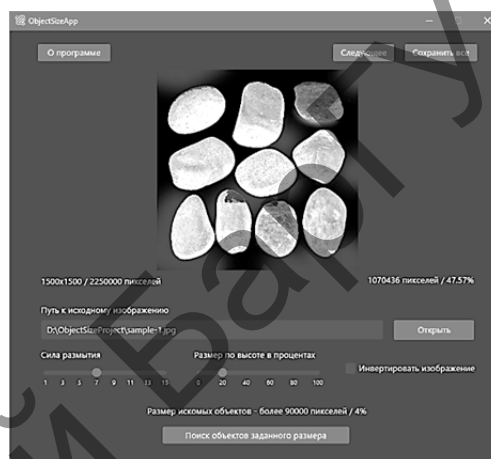 ObjectSizeApp
О программе
Следующее
Сохранить все
1500x1500 / 2250000 пикселей
1070436 пикселей / 47.57%
Путь к исходному изображению
D:\ObjectSizeProject\sample-1.jpg
Открыть
Сила размытия
Размер по высоте в процентах
Инвертировать изображение
1 3 5 7 9 11 13 15
0 20 40 60 80 100
Размер искомых объектов - более 90000 пикселей / 4%
Поиск объектов заданного размера
й БарГУ